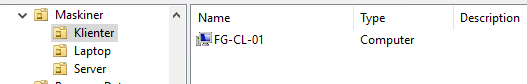 Maskiner
Klienter
Laptop
Server
Name Type Description
FG-CL-01 Computer